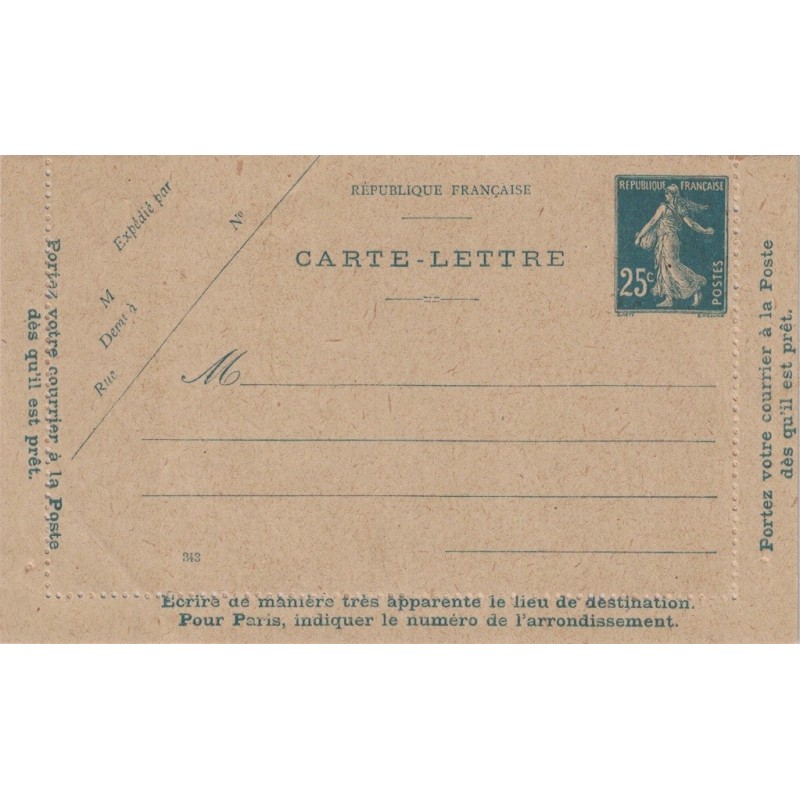 RÉPUBLIQUE FRANÇAISE
CARTE-LETTRE
RÉPUBLIQUE FRANÇAISE
25c
POSTES
Expédié par
M
Demt à
Rue
No
M
343
Portez votre courrier à la Poste
dès qu'il est prêt.
Portez votre courrier à la Poste
dès qu'il est prêt.
Ecrire de manière très apparente le lieu de destination.
Pour Paris, indiquer le numéro de l'arrondissement.